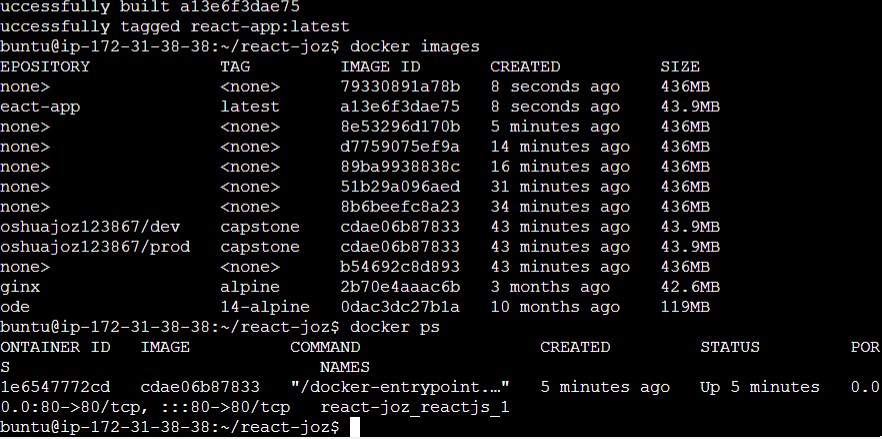 uccessfully built a13e6f3dae75
uccessfully tagged react-app:latest
buntu@ip-172-31-38-38:~/react-joz$ docker images
EPOSITORY TAG IMAGE ID CREATED SIZE
none> <none> 79330891a78b 8 seconds ago 436MB
eact-app latest a13e6f3dae75 8 seconds ago 43.9MB
none> <none> 8e53296d170b 5 minutes ago 436MB
none> <none> d7759075ef9a 14 minutes ago 436MB
none> <none> 89ba9938838c 16 minutes ago 436MB
none> <none> 51b29a096aed 31 minutes ago 436MB
none> <none> 8b6beefc8a23 34 minutes ago 436MB
oshuajoz123867/dev capstone cdae06b87833 43 minutes ago 43.9MB
oshuajoz123867/prod capstone cdae06b87833 43 minutes ago 43.9MB
none> <none> b54692c8d893 43 minutes ago 436MB
ginx alpine 2b70e4aaac6b 3 months ago 42.6MB
ode 14-alpine 0dac3dc27b1a 10 months ago 119MB
buntu@ip-172-31-38-38:~/react-joz$ docker ps
ONTAINER ID IMAGE COMMAND CREATED STATUS POR
S NAMES
1e6547772cd cdae06b87833 "/docker-entrypoint.…" 5 minutes ago Up 5 minutes 0.0
0.0:80->80/tcp, :::80->80/tcp react-joz_reactjs_1
buntu@ip-172-31-38-38:~/react-joz$